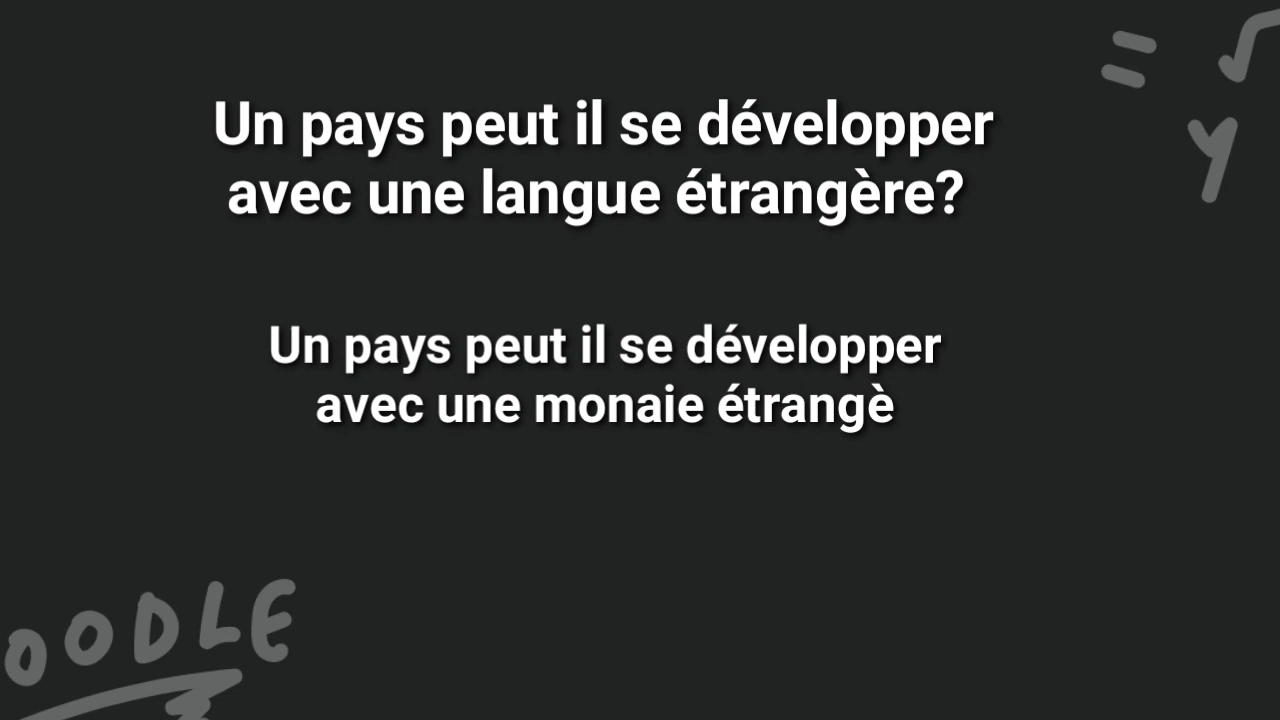 = √
y
Un pays peut il se développer
avec une langue étrangère?
Un pays peut il se développer
avec une monaie étrangè
OODLE